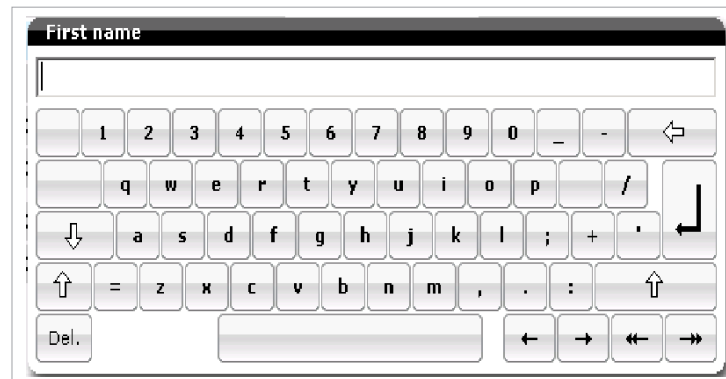 First name
1 2 3 4 5 6 7 8 9 0 _ -
q w e r t y u i o p /
a s d f g h j k l ; + '
= z x c v b n m , . :
Del.